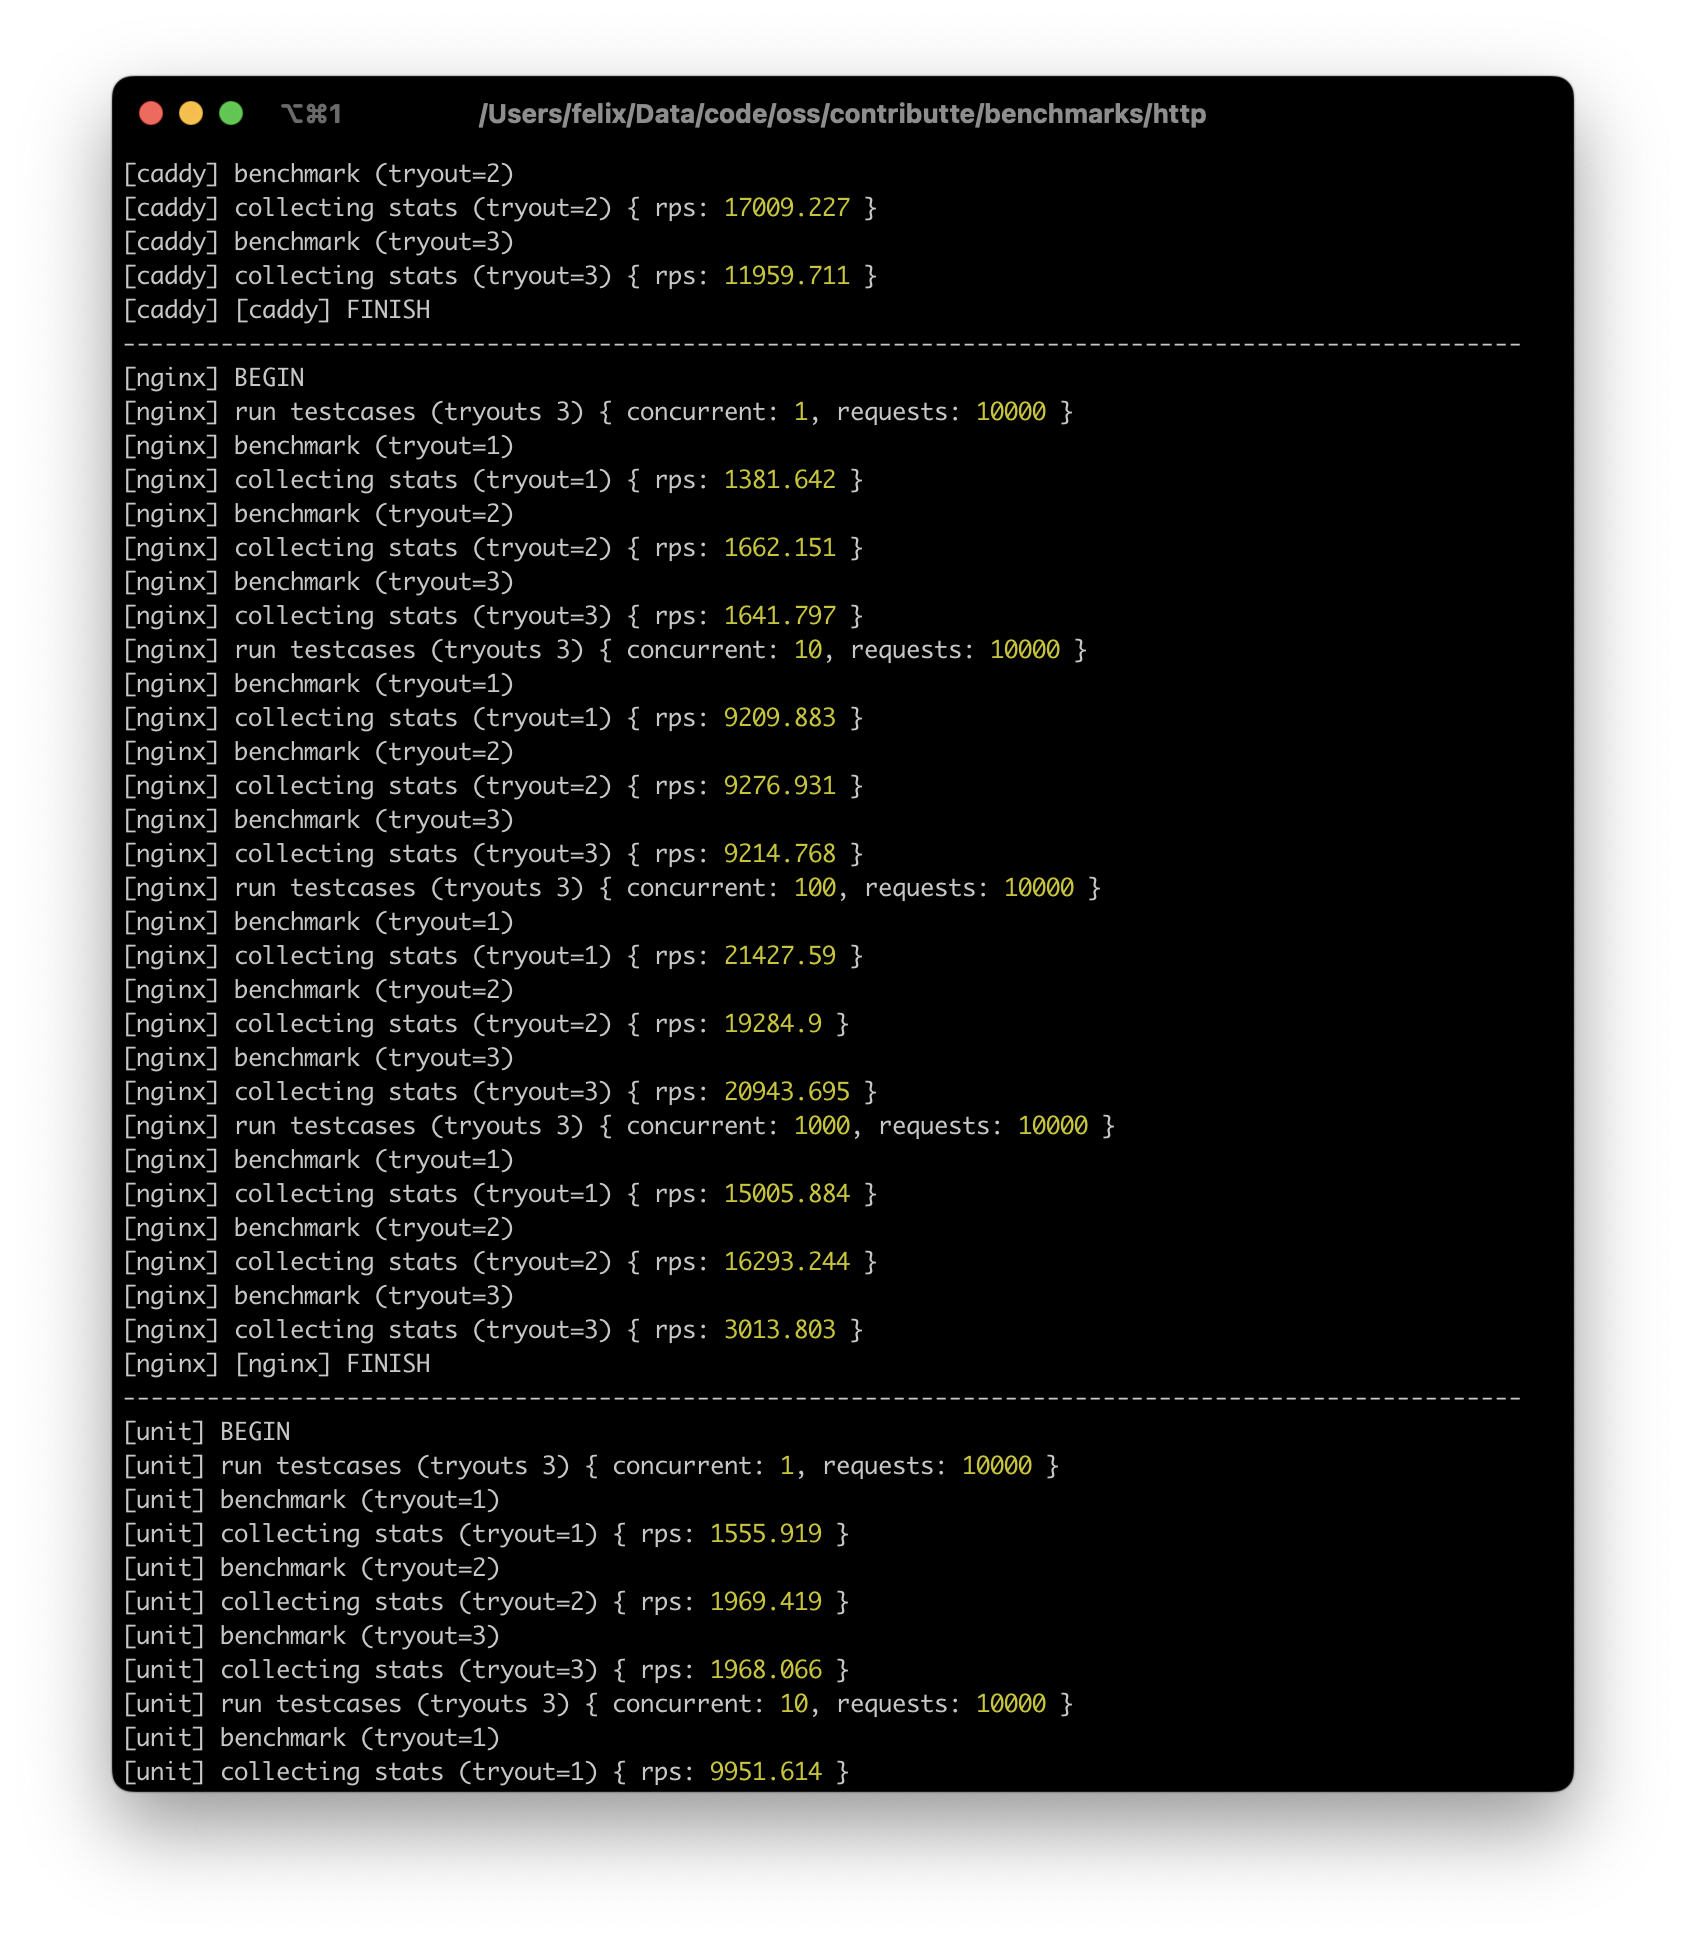 ⌥⌘1 /Users/felix/Data/code/oss/contributte/benchmarks/http
[caddy] benchmark (tryout=2)
[caddy] collecting stats (tryout=2) { rps: 17009.227 }
[caddy] benchmark (tryout=3)
[caddy] collecting stats (tryout=3) { rps: 11959.711 }
[caddy] [caddy] FINISH
----------------------------------------------------------------------------------------------------
[nginx] BEGIN
[nginx] run testcases (tryouts 3) { concurrent: 1, requests: 10000 }
[nginx] benchmark (tryout=1)
[nginx] collecting stats (tryout=1) { rps: 1381.642 }
[nginx] benchmark (tryout=2)
[nginx] collecting stats (tryout=2) { rps: 1662.151 }
[nginx] benchmark (tryout=3)
[nginx] collecting stats (tryout=3) { rps: 1641.797 }
[nginx] run testcases (tryouts 3) { concurrent: 10, requests: 10000 }
[nginx] benchmark (tryout=1)
[nginx] collecting stats (tryout=1) { rps: 9209.883 }
[nginx] benchmark (tryout=2)
[nginx] collecting stats (tryout=2) { rps: 9276.931 }
[nginx] benchmark (tryout=3)
[nginx] collecting stats (tryout=3) { rps: 9214.768 }
[nginx] run testcases (tryouts 3) { concurrent: 100, requests: 10000 }
[nginx] benchmark (tryout=1)
[nginx] collecting stats (tryout=1) { rps: 21427.59 }
[nginx] benchmark (tryout=2)
[nginx] collecting stats (tryout=2) { rps: 19284.9 }
[nginx] benchmark (tryout=3)
[nginx] collecting stats (tryout=3) { rps: 20943.695 }
[nginx] run testcases (tryouts 3) { concurrent: 1000, requests: 10000 }
[nginx] benchmark (tryout=1)
[nginx] collecting stats (tryout=1) { rps: 15005.884 }
[nginx] benchmark (tryout=2)
[nginx] collecting stats (tryout=2) { rps: 16293.244 }
[nginx] benchmark (tryout=3)
[nginx] collecting stats (tryout=3) { rps: 3013.803 }
[nginx] [nginx] FINISH
----------------------------------------------------------------------------------------------------
[unit] BEGIN
[unit] run testcases (tryouts 3) { concurrent: 1, requests: 10000 }
[unit] benchmark (tryout=1)
[unit] collecting stats (tryout=1) { rps: 1555.919 }
[unit] benchmark (tryout=2)
[unit] collecting stats (tryout=2) { rps: 1969.419 }
[unit] benchmark (tryout=3)
[unit] collecting stats (tryout=3) { rps: 1968.066 }
[unit] run testcases (tryouts 3) { concurrent: 10, requests: 10000 }
[unit] benchmark (tryout=1)
[unit] collecting stats (tryout=1) { rps: 9951.614 }